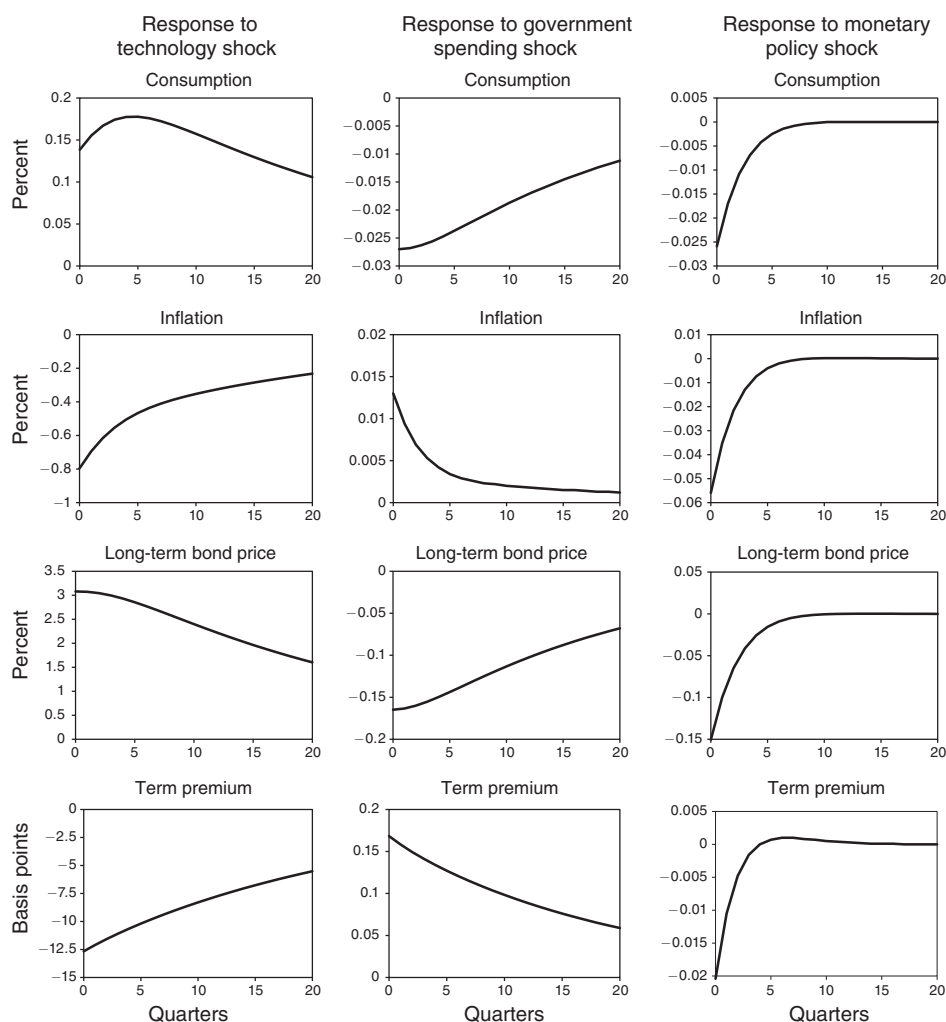 Response to
technology shock
Response to government
spending shock
Response to monetary
policy shock
Consumption
Percent
0.2
0.15
0.1
0.05
0
0 5 10 15 20
Consumption
0
−0.005
−0.01
−0.015
−0.01
−0.025
−0.03
0 5 10 15 20
Consumption
0.005
0
−0.005
−0.01
−0.015
−0.02
−0.025
−0.03
0 5 10 15 20
Inflation
Percent
0
−0.2
−0.4
−0.6
−0.8
−1
0 5 10 15 20
Inflation
0.02
0.015
0.01
0.005
0
0 5 10 15 20
Inflation
0.01
0
−0.01
−0.02
−0.03
−0.04
−0.05
−0.06
0 5 10 15 20
Long-term bond price
Percent
3.5
3
2.5
2
1.5
1
0.5
0
0 5 10 15 20
Long-term bond price
0
−0.05
−0.1
−0.15
−0.2
0 5 10 15 20
Long-term bond price
0.05
0
−0.05
−0.1
−0.15
0 5 10 15 20
Term premium
Basis points
0
−2.5
−5
−7.5
−10
−12.5
−15
0 5 10 15 20
Quarters
Term premium
0.2
0.15
0.1
0.05
0
0 5 10 15 20
Quarters
Term premium
0.005
0
−0.005
−0.01
−0.015
−0.02
0 5 10 15 20
Quarters